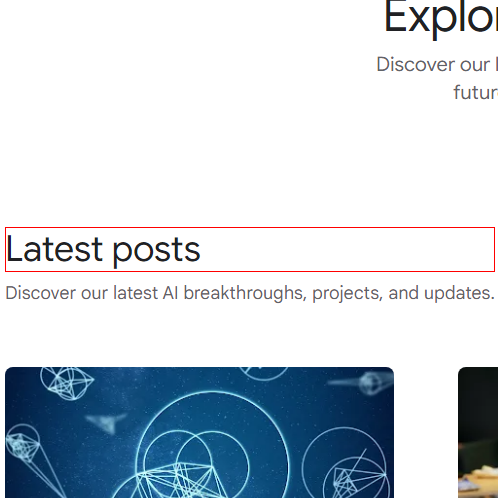 Explo
Discover our
futur
Latest posts
Discover our latest AI breakthroughs, projects, and updates.